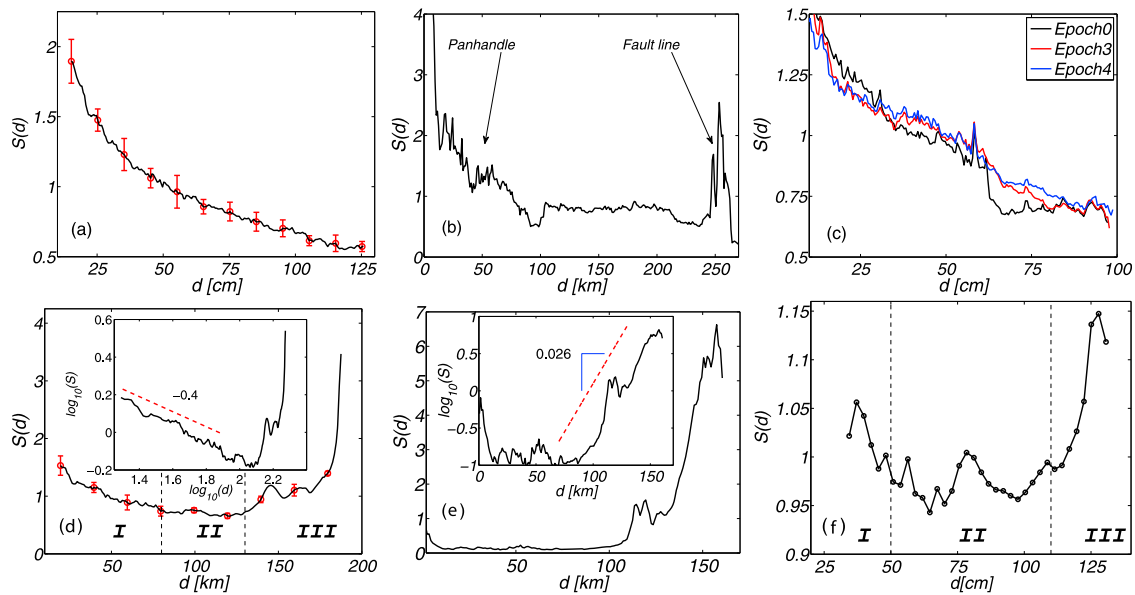 2
1.5
1
0.5
S(d)
(a)
25
50
75
100
125
d [cm]
4
3
2
1
0
S(d)
Panhandle
Fault line
(b)
0
50
100
150
200
250
d [km]
1.5
1.25
1
0.75
0.5
S(d)
Epoch0
Epoch3
Epoch4
(c)
25
50
75
100
d [cm]
4
3
2
1
0
S(d)
0.6
0.4
0.2
0
−0.2
log10(S)
−0.4
1.4
1.6
1.8
2.0
2.2
log10(d)
(d)
I
II
III
0
50
100
150
d [km]
7
6
5
4
3
2
1
0
S(d)
1
0.5
0
−0.5
−1
log10(S)
0.026
0
50
100
150
d [km]
(e)
0
50
100
150
200
d [km]
1.15
1.1
1.05
1
0.95
0.9
S(d)
(f)
I
II
III
25
50
75
100
125
d[cm]